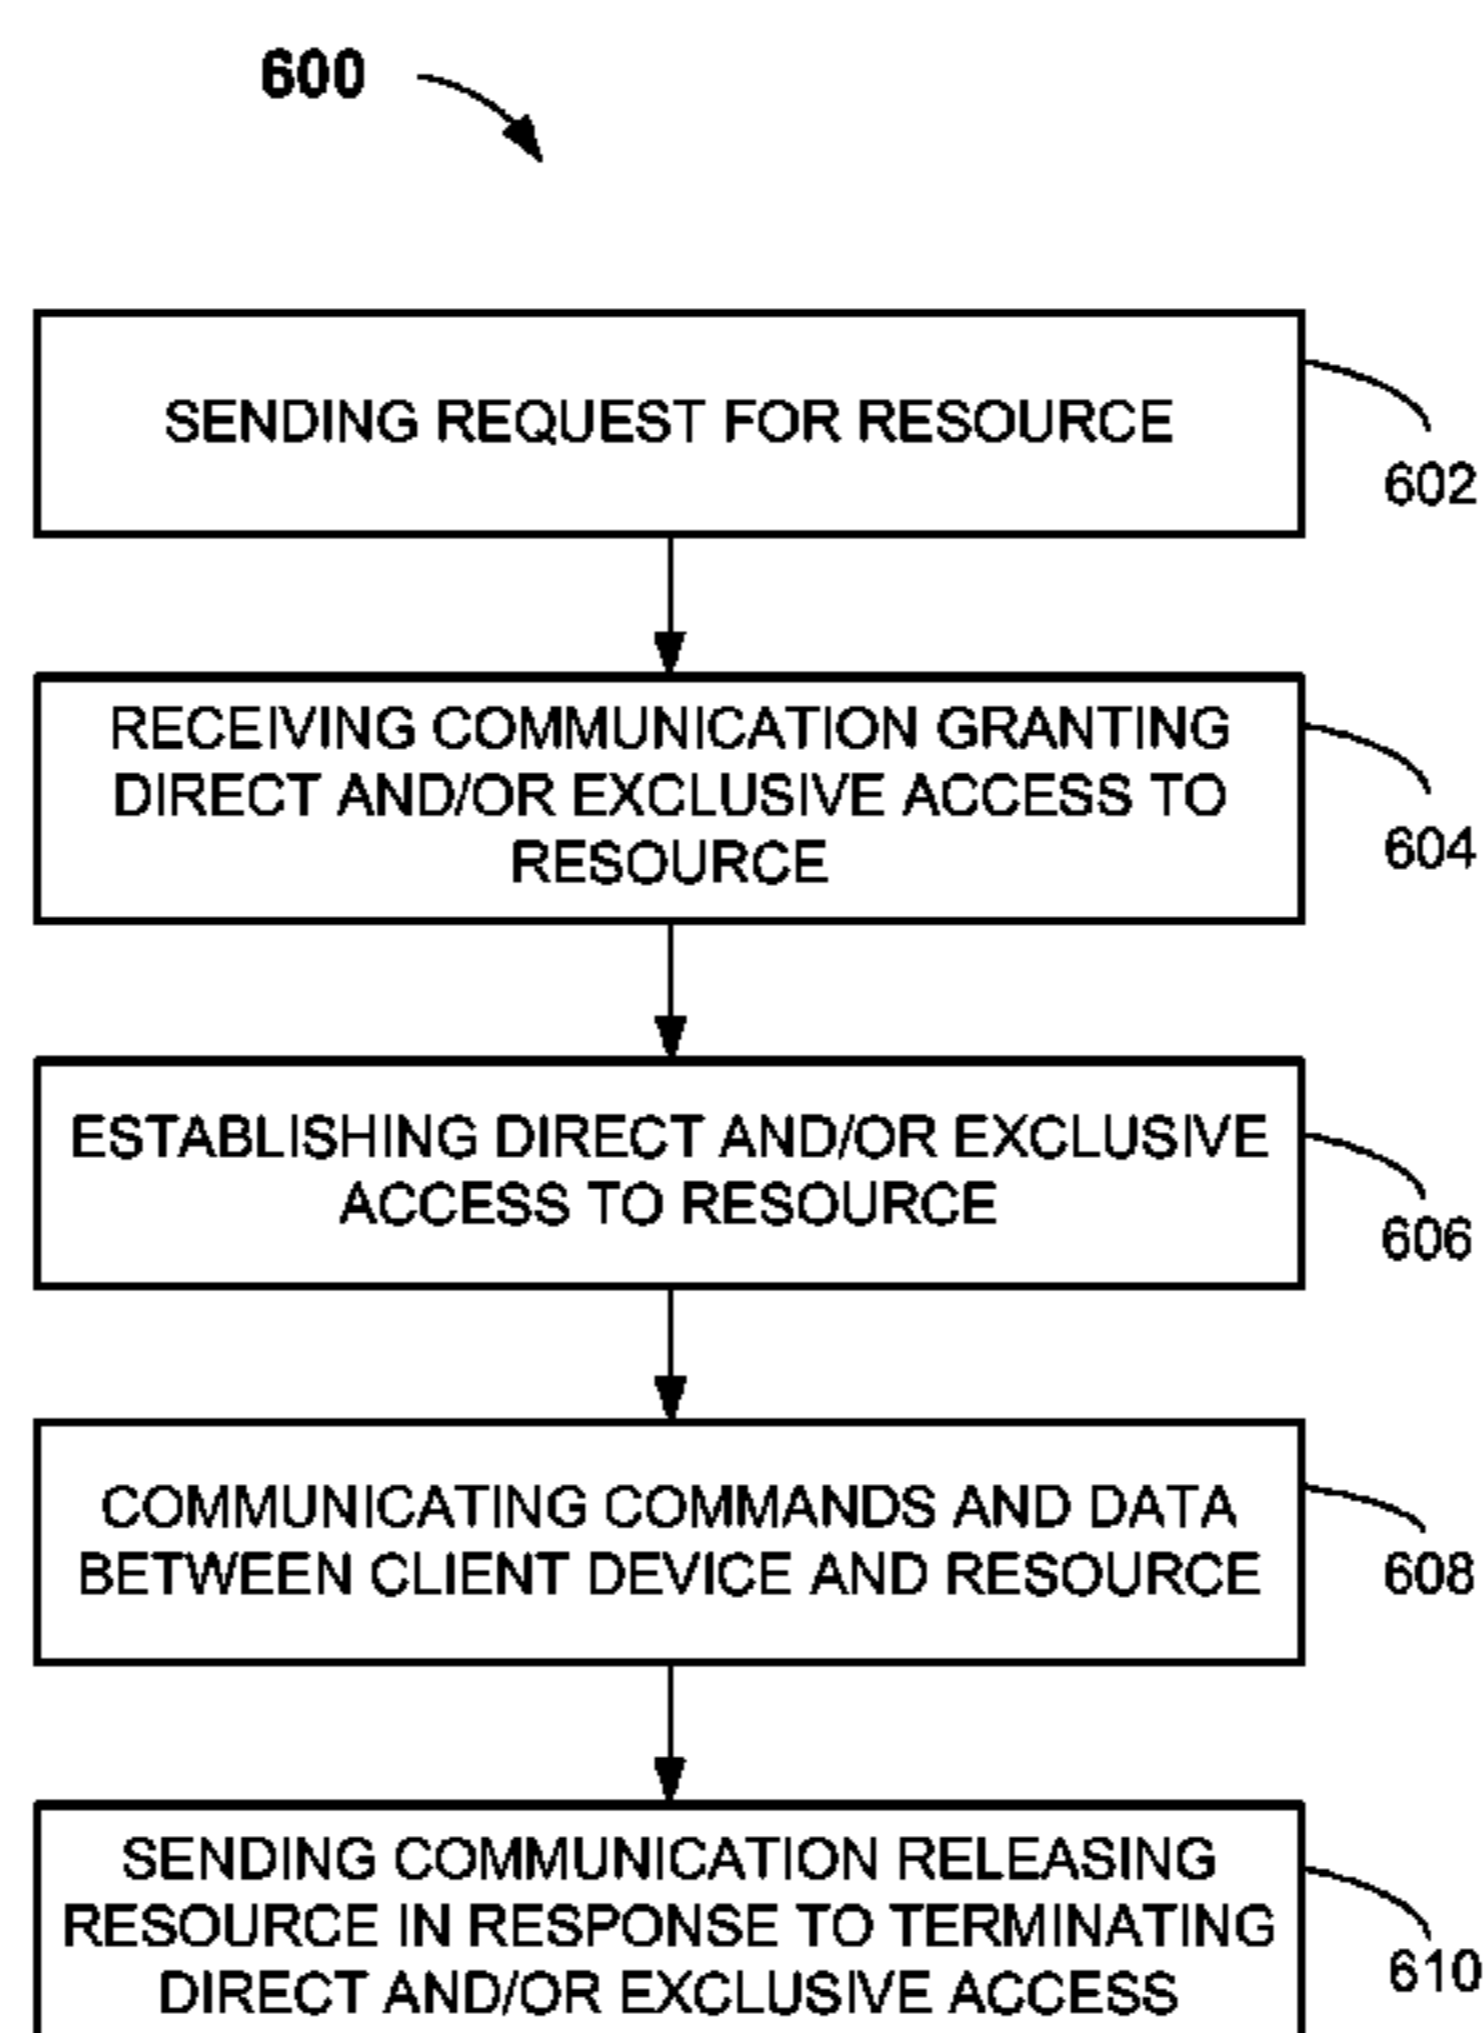 600
SENDING REQUEST FOR RESOURCE
602
RECEIVING COMMUNICATION GRANTING
DIRECT AND/OR EXCLUSIVE ACCESS TO
RESOURCE
604
ESTABLISHING DIRECT AND/OR EXCLUSIVE
ACCESS TO RESOURCE
606
COMMUNICATING COMMANDS AND DATA
BETWEEN CLIENT DEVICE AND RESOURCE
608
SENDING COMMUNICATION RELEASING
RESOURCE IN RESPONSE TO TERMINATING
DIRECT AND/OR EXCLUSIVE ACCESS
610